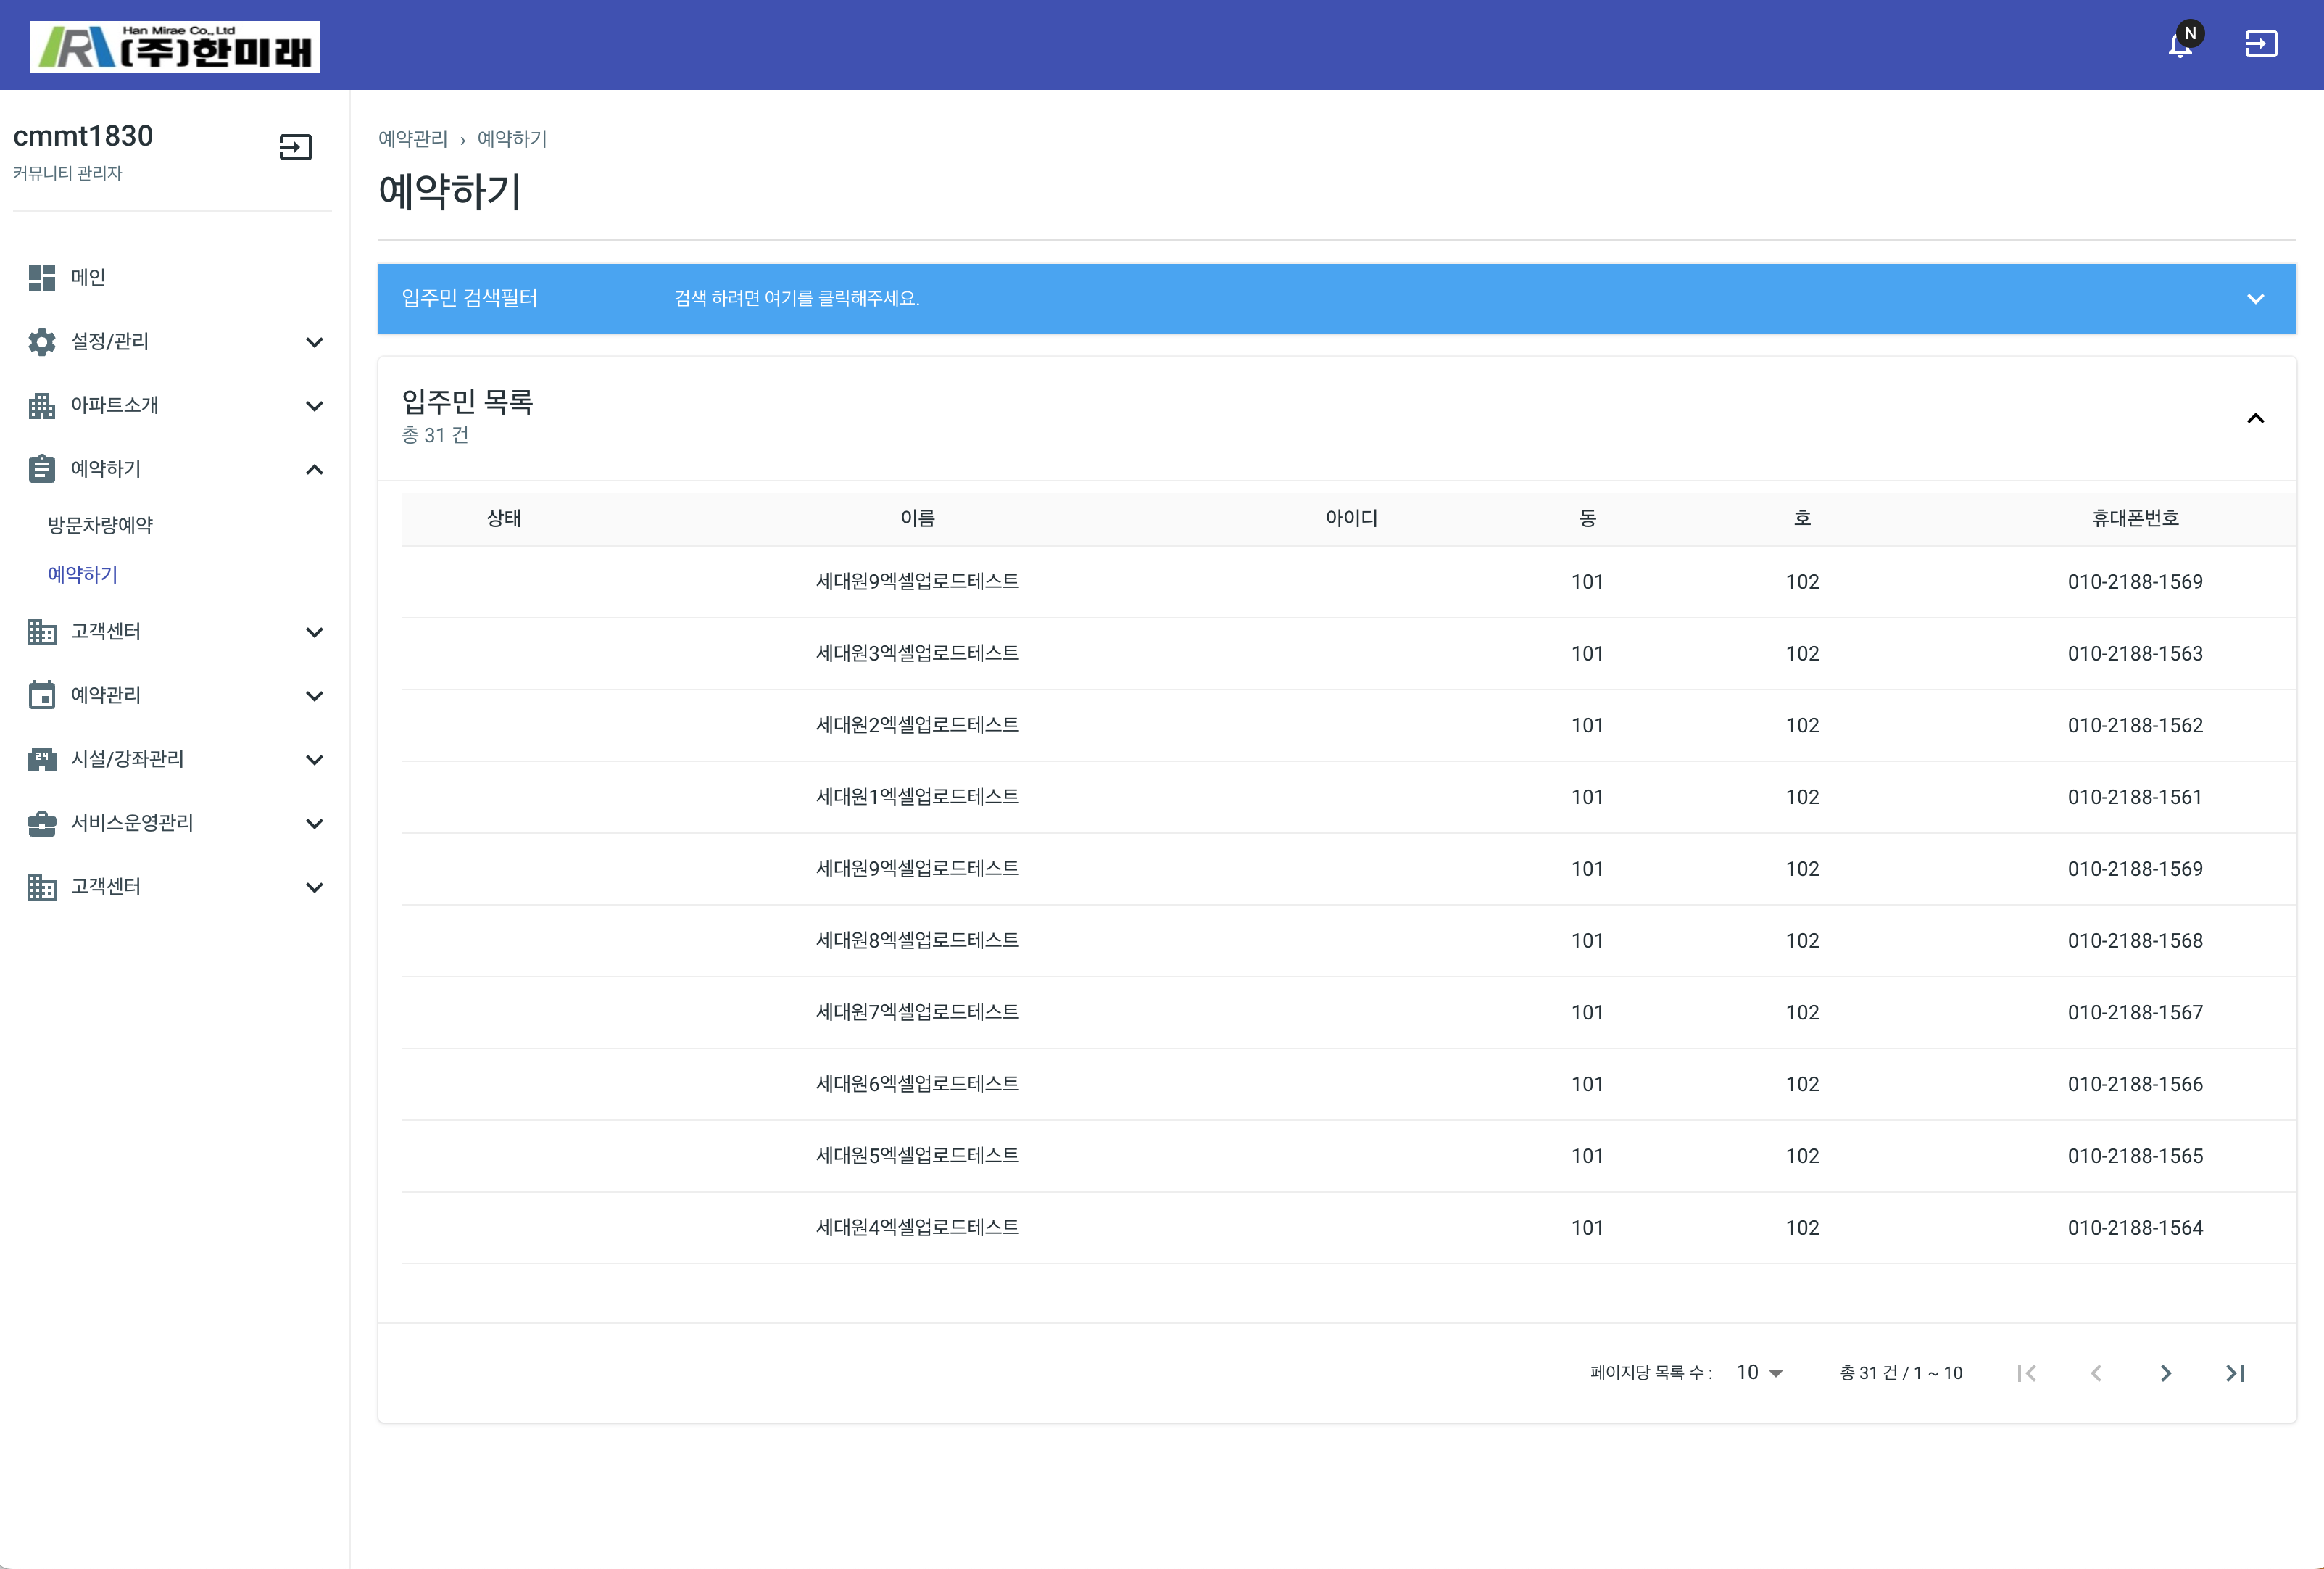 Han Mirae Co., Ltd
(주)한미래
N
cmmt1830
커뮤니티 관리자
메인
설정/관리
아파트소개
예약하기
방문차량예약
예약하기
고객센터
예약관리
24
시설/강좌관리
서비스운영관리
고객센터
예약관리 › 예약하기
예약하기
입주민 검색필터 검색 하려면 여기를 클릭해주세요.
입주민 목록
총 31 건
상태 이름 아이디 동 호 휴대폰번호
세대원9엑셀업로드테스트 101 102 010-2188-1569
세대원3엑셀업로드테스트 101 102 010-2188-1563
세대원2엑셀업로드테스트 101 102 010-2188-1562
세대원1엑셀업로드테스트 101 102 010-2188-1561
세대원9엑셀업로드테스트 101 102 010-2188-1569
세대원8엑셀업로드테스트 101 102 010-2188-1568
세대원7엑셀업로드테스트 101 102 010-2188-1567
세대원6엑셀업로드테스트 101 102 010-2188-1566
세대원5엑셀업로드테스트 101 102 010-2188-1565
세대원4엑셀업로드테스트 101 102 010-2188-1564
페이지당 목록 수 : 10 총 31 건 / 1 ~ 10